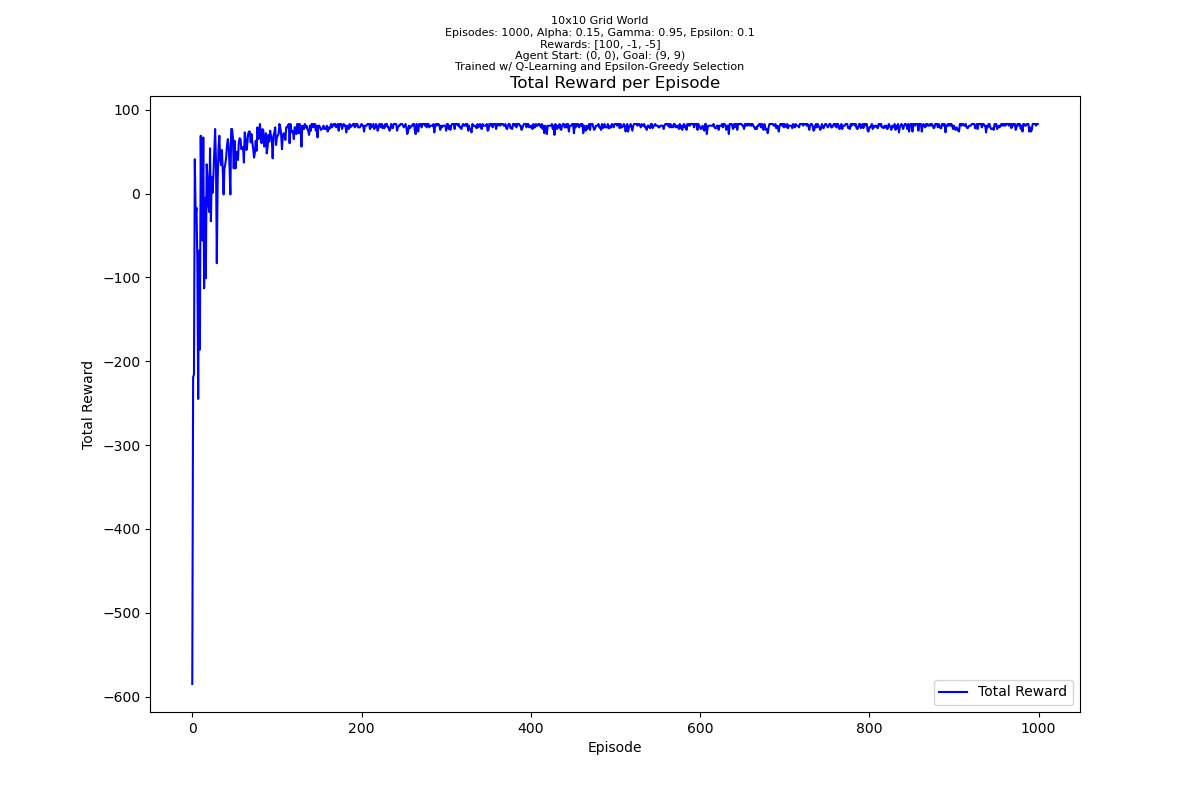 10x10 Grid World
Episodes: 1000, Alpha: 0.15, Gamma: 0.95, Epsilon: 0.1
Rewards: [100, -1, -5]
Agent Start: (0, 0), Goal: (9, 9)
Trained w/ Q-Learning and Epsilon-Greedy Selection
Total Reward per Episode
100
0
−100
−200
−300
−400
−500
−600
Total Reward
Total Reward
0 200 400 600 800 1000
Episode